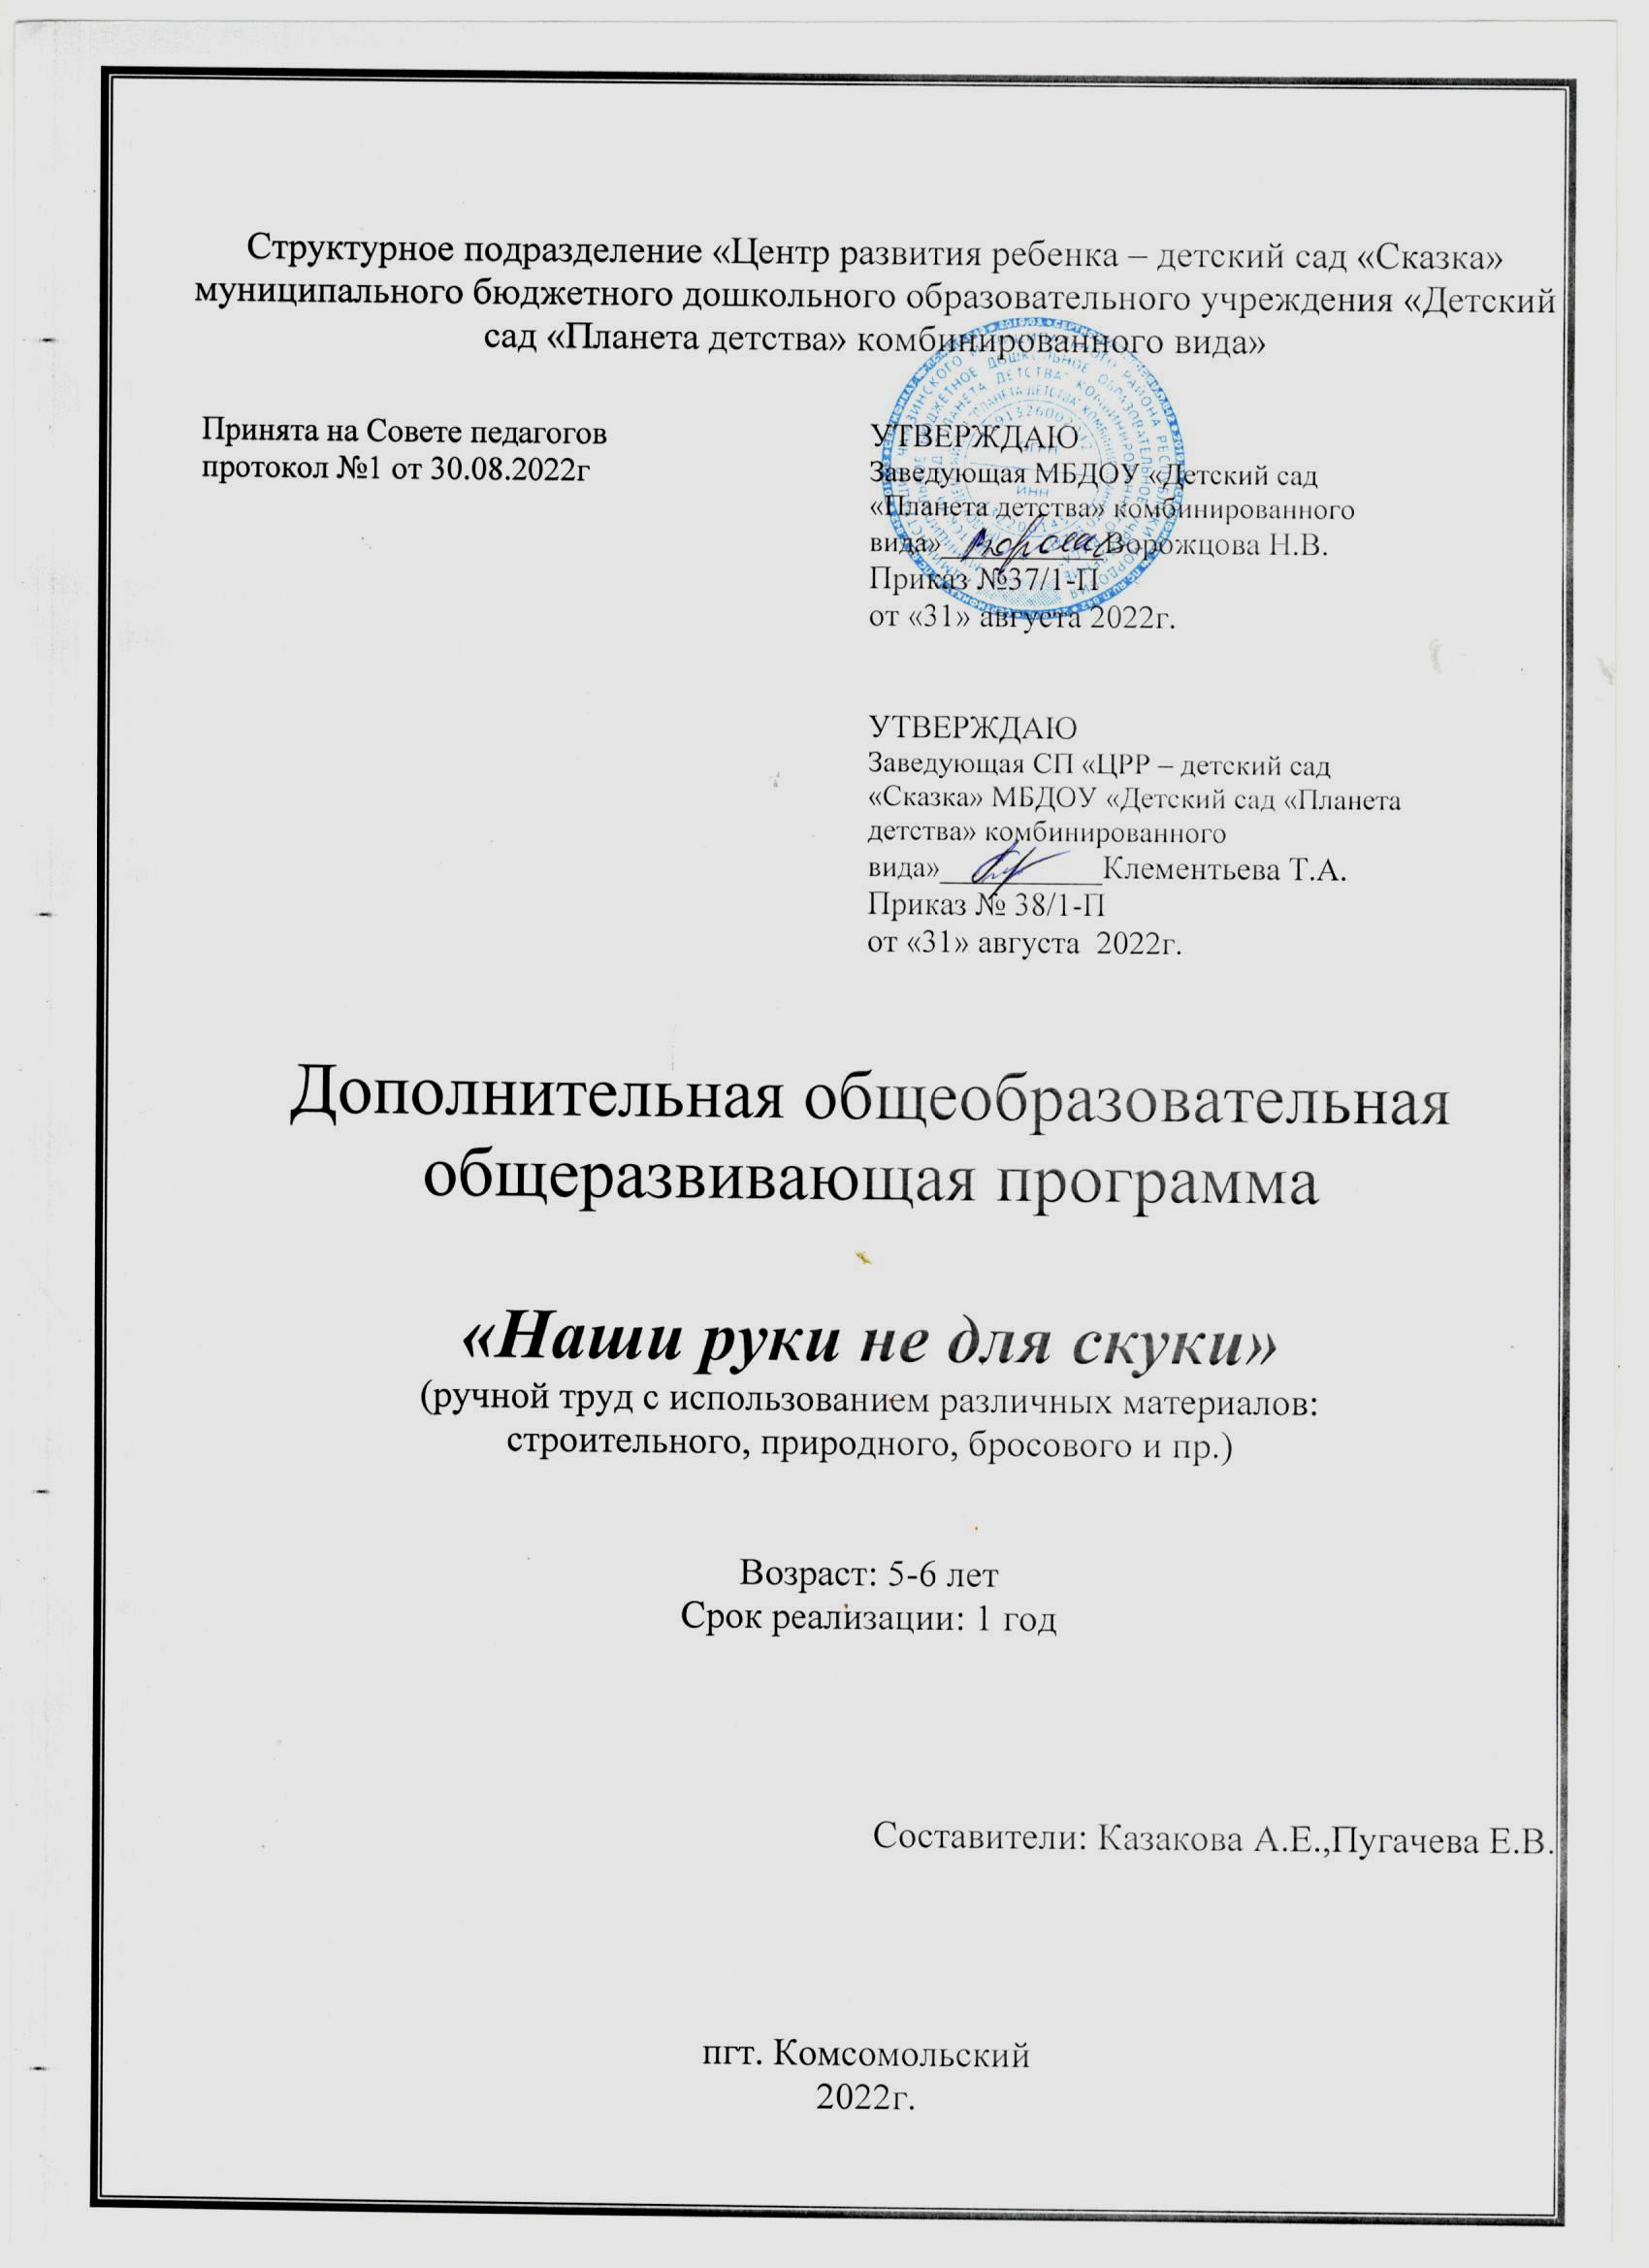 Структурное подразделение «Центр развития ребенка – детский сад «Сказка»
муниципального бюджетного дошкольного образовательного учреждения «Детский
сад «Планета детства» комбинированного вида»
Принята на Совете педагогов
протокол №1 от 30.08.2022г
УТВЕРЖДАЮ
Заведующая МБДОУ «Детский сад
«Планета детства» комбинированного
вида»__________Ворожцова Н.В.
Приказ №37/1-П
от «31» августа 2022г.
УТВЕРЖДАЮ
Заведующая СП «ЦРР – детский сад
«Сказка» МБДОУ «Детский сад «Планета
детства» комбинированного
вида»__________Клементьева Т.А.
Приказ № 38/1-П
от «31» августа 2022г.
Дополнительная общеобразовательная
общеразвивающая программа
«Наши руки не для скуки»
(ручной труд с использованием различных материалов:
строительного, природного, бросового и пр.)
Возраст: 5-6 лет
Срок реализации: 1 год
Составители: Казакова А.Е.,Пугачева Е.В.
пгт. Комсомольский
2022г.